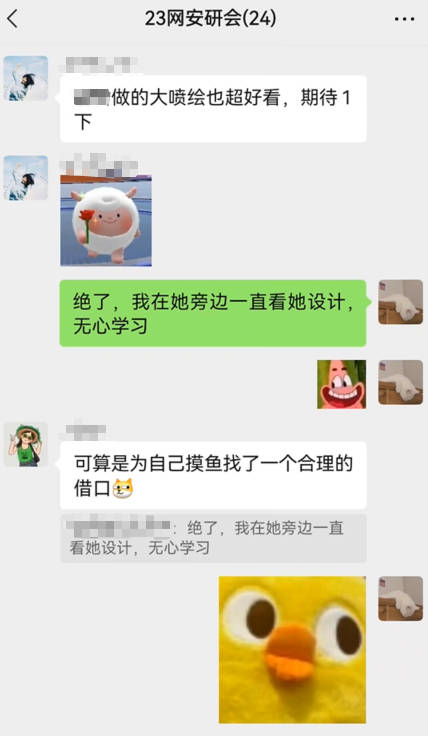 23网安研会(24)
做的大喷绘也超好看，期待1
下
绝了，我在她旁边一直看她设计，
无心学习
可算是为自己摸鱼找了一个合理的
借口
：绝了，我在她旁边一直
看她设计，无心学习